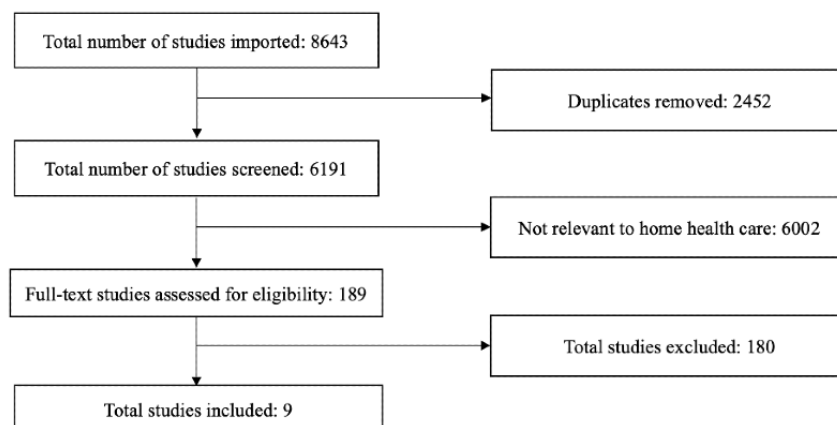 Total number of studies imported: 8643
Duplicates removed: 2452
Total number of studies screened: 6191
Not relevant to home health care: 6002
Full-text studies assessed for eligibility: 189
Total studies excluded: 180
Total studies included: 9